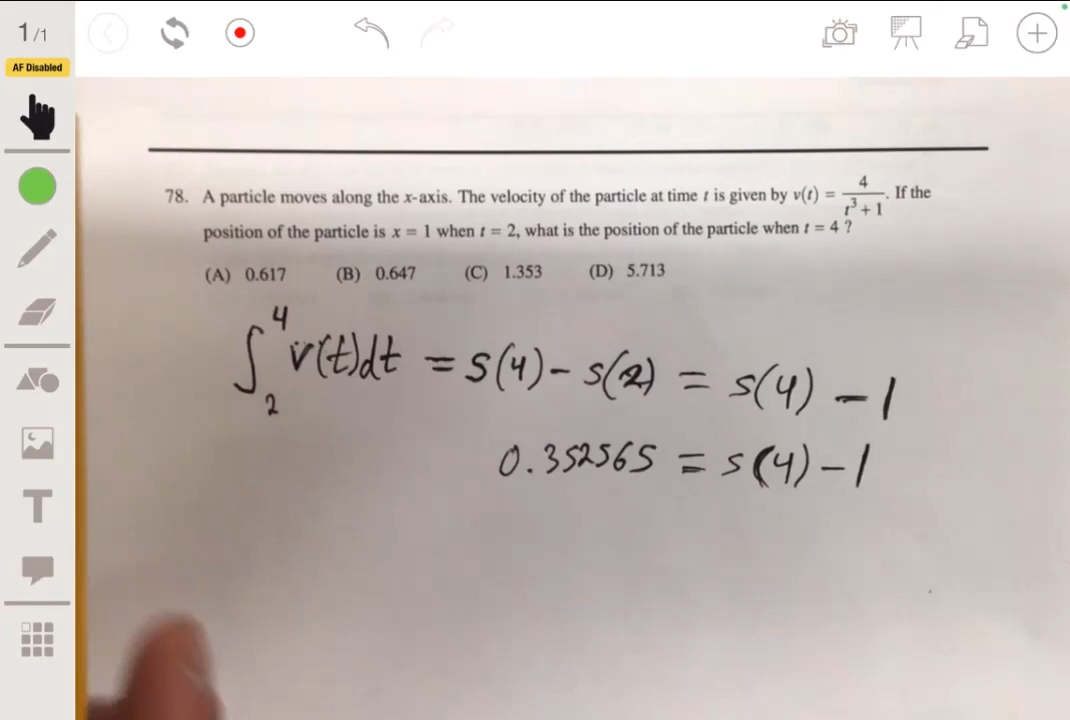 1/1
AF Disabled
78. A particle moves along the x-axis. The velocity of the particle at time t is given by v(t) = 4/(t³ + 1). If the
position of the particle is x = 1 when t = 2, what is the position of the particle when t = 4 ?
(A) 0.617 (B) 0.647 (C) 1.353 (D) 5.713
∫₂⁴ v(t)dt = s(4) - s(2) = s(4) - 1
0.352565 = s(4) - 1
T